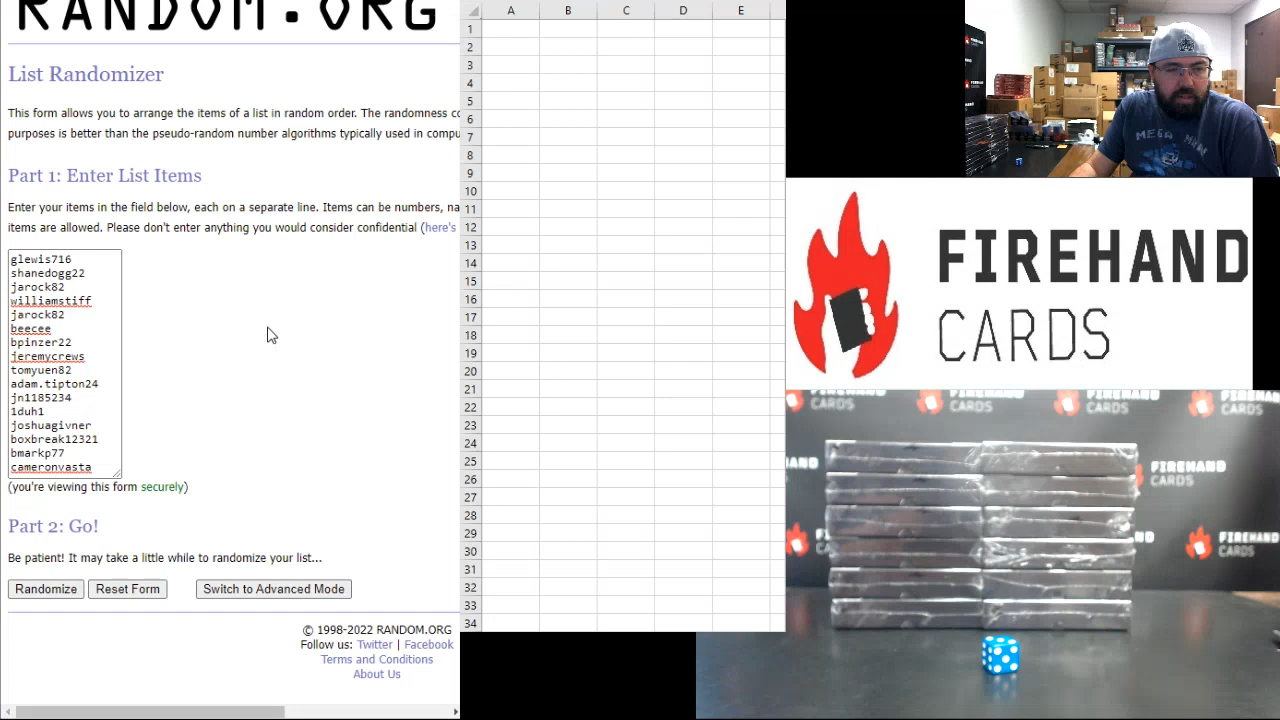 RANDOM.ORG
List Randomizer
This form allows you to arrange the items of a list in random order. The randomness
purposes is better than the pseudo-random number algorithms typically used in
Part 1: Enter List Items
Enter your items in the field below, each on a separate line. Items can be numbers,
items are allowed. Please don't enter anything you would consider confidential (here's
glewis716
shanedogg22
jarock82
williamstiff
jarock82
beecee
bpinzer22
jeremycrews
tomyuen82
adam.tipton24
jn1185234
1duh1
joshuagivner
boxbreak12321
bmarkp77
cameronvasta
(you're viewing this form securely)
Part 2: Go!
Be patient! It may take a little while to randomize your list...
Randomize Reset Form Switch to Advanced Mode
© 1998-2022 RANDOM.ORG
Follow us: Twitter | Facebook
Terms and Conditions
About Us
A B C D E
1
2
3
4
5
6
7
8
9
10
11
12
13
14
15
16
17
18
19
20
21
22
23
24
25
26
27
28
29
30
31
32
33
34
MEGA MAN
FIREHAND
CARDS
FIREHAND
CARDS